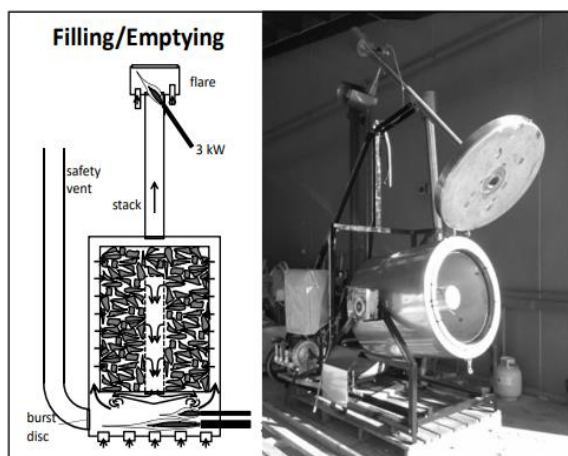 Filling/Emptying
flare
3 kW
safety
vent
stack
burst
disc